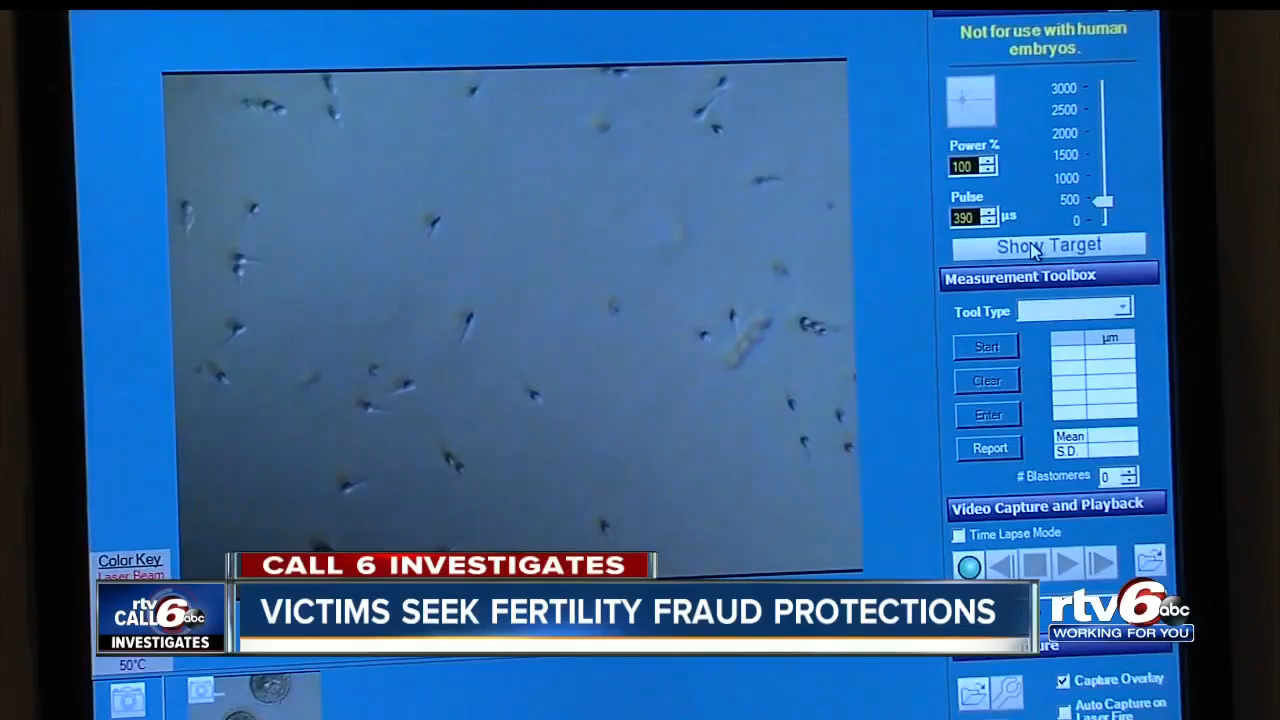 Not for use with human
embryos.
3000
2500
2000
1500
1000
500
0
Power %
100
Pulse
390 µs
Show Target
Measurement Toolbox
Tool Type
µm
Start
Clear
Enter
Report
Mean
S.D.
# Blastomeres 0
Video Capture and Playback
Time Lapse Mode
Color Key
Laser Beam
CALL 6 INVESTIGATES
VICTIMS SEEK FERTILITY FRAUD PROTECTIONS
rtv
CALL 6 abc
INVESTIGATES
rtv6 abc
WORKING FOR YOU
50°C
Capture Overlay
Auto Capture on
Laser Fire